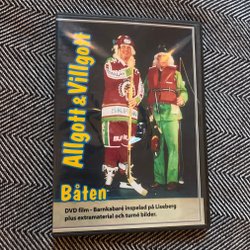 Allgott & Villgott
Båten
DVD film - Barnkabaré inspelad på Liseberg
plus extramaterial och turné bilder.